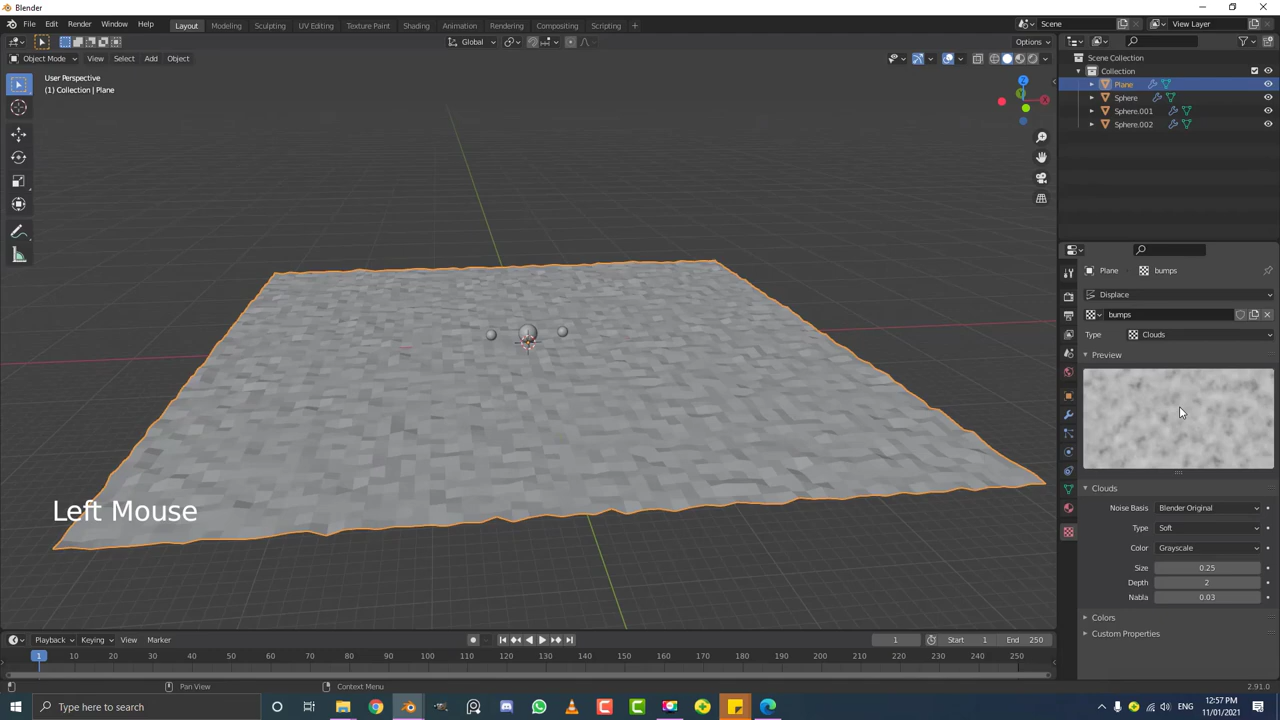 Blender
File Edit Render Window Help Layout Modeling Sculpting UV Editing Texture Paint Shading Animation Rendering Compositing Scripting + Scene View Layer
Global Options
Object Mode View Select Add Object
User Perspective
(1) Collection | Plane
Scene Collection
Collection
Plane
Sphere
Sphere.001
Sphere.002
Z
Y
X
Plane bumps
Displace
bumps
Type Clouds
Preview
Clouds
Noise Basis Blender Original
Type Soft
Color Grayscale
Size 0.25
Depth 2
Nabla 0.03
Colors
Custom Properties
Left Mouse
Playback Keying View Marker 1 Start 1 End 250
1 10 20 30 40 50 60 70 80 90 100 110 120 130 140 150 160 170 180 190 200 210 220 230 240 250
Pan View Context Menu 2.91.0
Type here to search
ENG
12:57 PM
11/01/2021